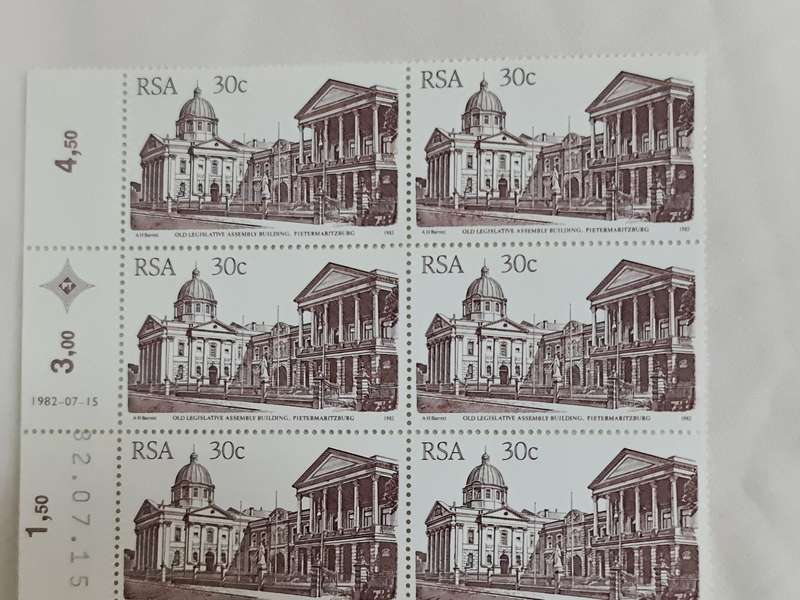 4,50
RSA 30c
A H Barrett OLD LEGISLATIVE ASSEMBLY BUILDING, PIETERMARITZBURG 1982
RSA 30c
A H Barrett OLD LEGISLATIVE ASSEMBLY BUILDING, PIETERMARITZBURG 1982
3,00
1982-07-15
RSA 30c
A H Barrett OLD LEGISLATIVE ASSEMBLY BUILDING, PIETERMARITZBURG 1982
RSA 30c
A H Barrett OLD LEGISLATIVE ASSEMBLY BUILDING, PIETERMARITZBURG 1982
1,50
82.07.15
RSA 30c
RSA 30c